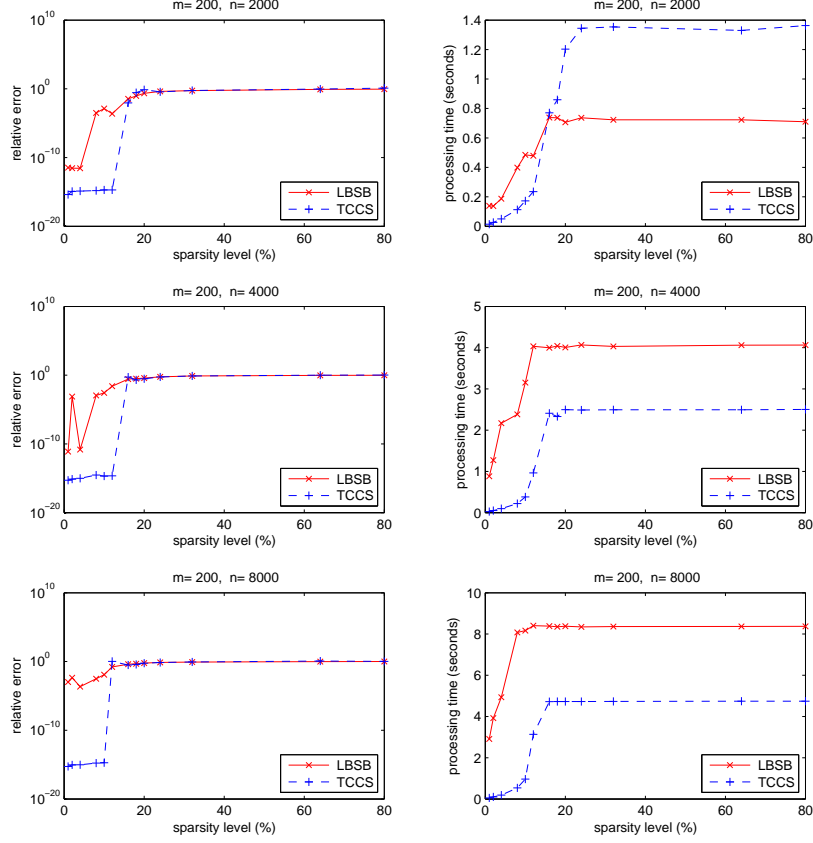 m= 200, n= 2000
relative error
10^10
10^0
10^-10
10^-20
0 20 40 60 80
sparsity level (%)
LBSB
TCCS
m= 200, n= 2000
processing time (seconds)
1.4
1.2
1
0.8
0.6
0.4
0.2
0
0 20 40 60 80
sparsity level (%)
LBSB
TCCS
m= 200, n= 4000
relative error
10^10
10^0
10^-10
10^-20
0 20 40 60 80
sparsity level (%)
LBSB
TCCS
m= 200, n= 4000
processing time (seconds)
5
4
3
2
1
0
0 20 40 60 80
sparsity level (%)
LBSB
TCCS
m= 200, n= 8000
relative error
10^10
10^0
10^-10
10^-20
0 20 40 60 80
sparsity level (%)
LBSB
TCCS
m= 200, n= 8000
processing time (seconds)
10
8
6
4
2
0
0 20 40 60 80
sparsity level (%)
LBSB
TCCS